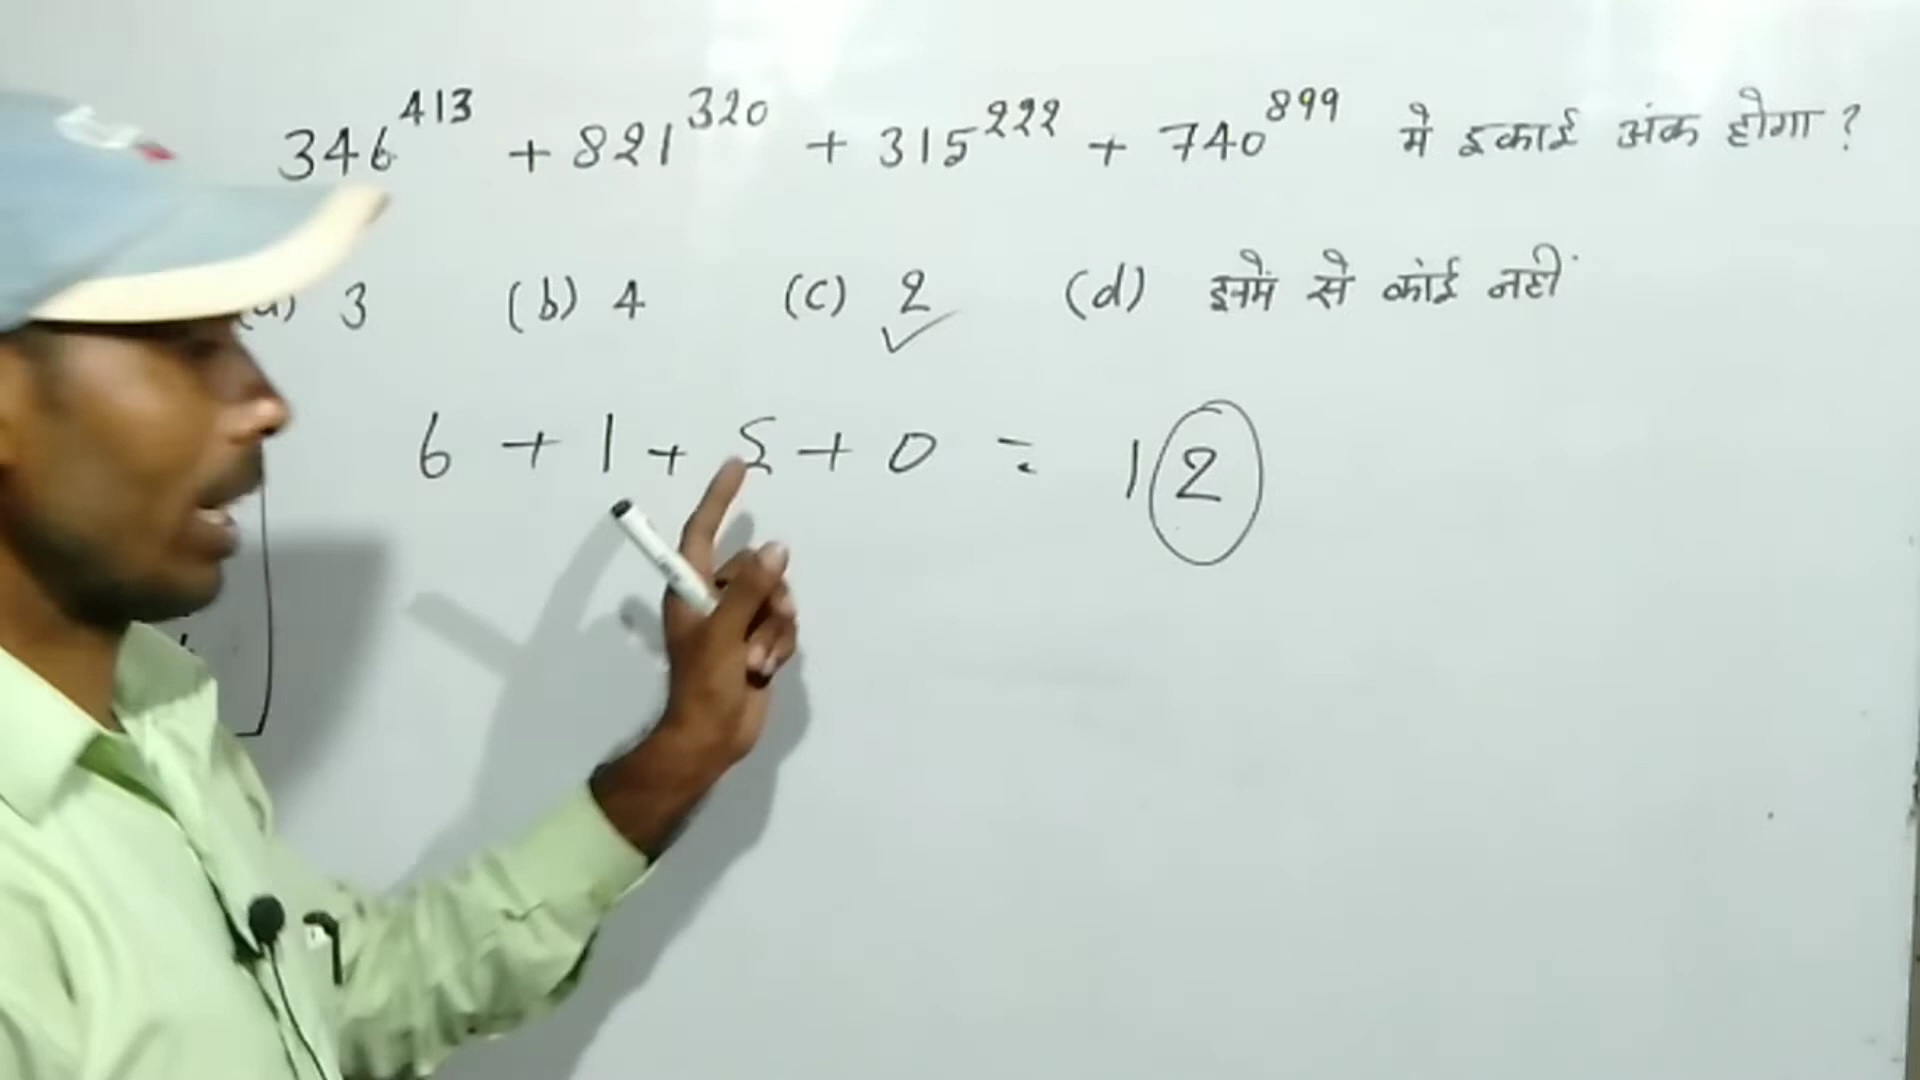 346^413 + 821^320 + 315^222 + 740^899 मे इकाई अंक होगा ?
(a) 3 (b) 4 (c) 2 ✓ (d) इनमें से कोई नहीं
6 + 1 + 5 + 0 = 12